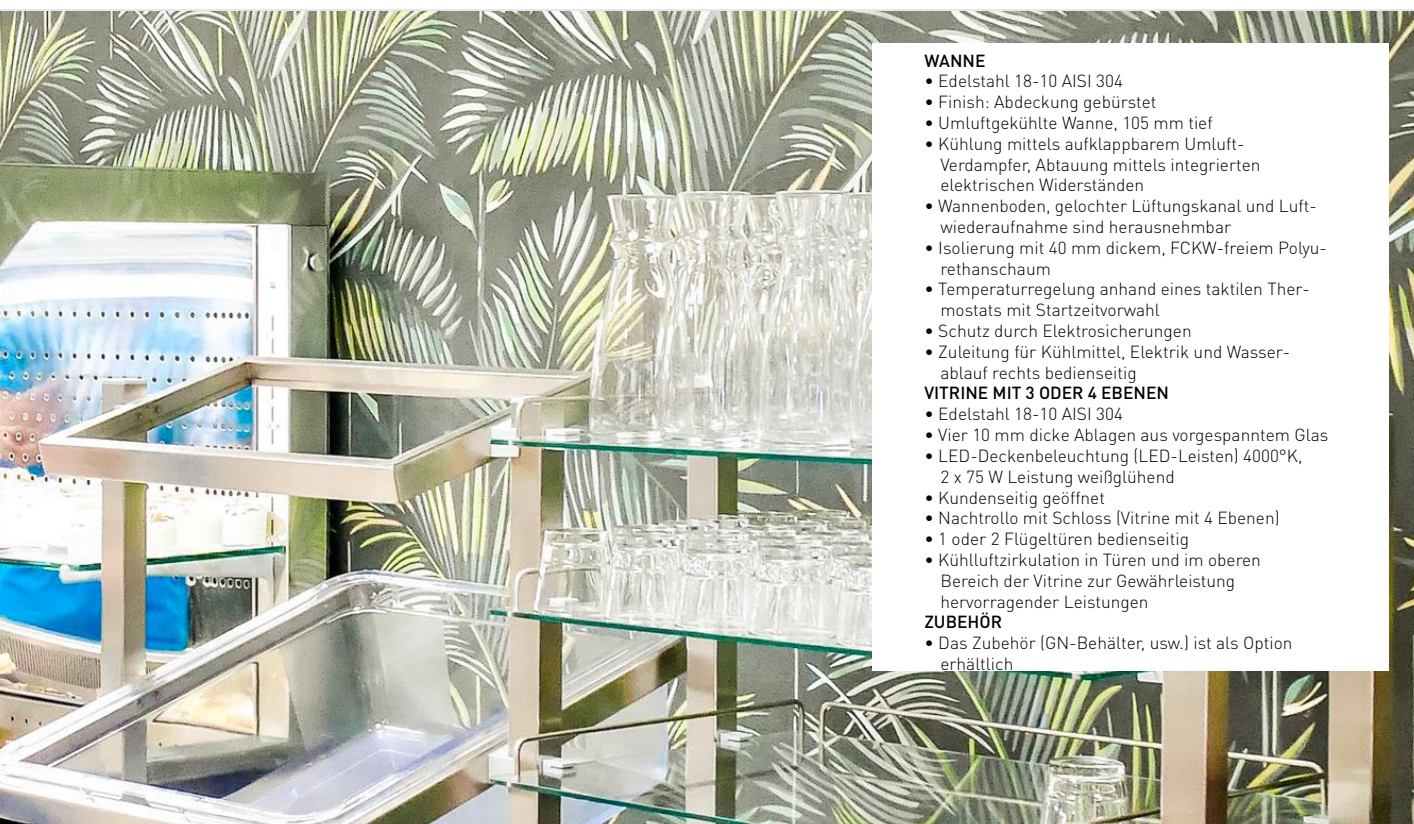 WANNE
• Edelstahl 18-10 AISI 304
• Finish: Abdeckung gebürstet
• Umluftgekühlte Wanne, 105 mm tief
• Kühlung mittels aufklappbarem Umluft-
Verdampfer, Abtauung mittels integrierten
elektrischen Widerständen
• Wannenboden, gelochter Lüftungskanal und Luft-
wiederaufnahme sind herausnehmbar
• Isolierung mit 40 mm dickem, FCKW-freiem Polyu-
rethanschaum
• Temperaturregelung anhand eines taktilen Ther-
mostats mit Startzeitvorwahl
• Schutz durch Elektrosicherungen
• Zuleitung für Kühlmittel, Elektrik und Wasser-
ablauf rechts bedienseitig
VITRINE MIT 3 ODER 4 EBENEN
• Edelstahl 18-10 AISI 304
• Vier 10 mm dicke Ablagen aus vorgespanntem Glas
• LED-Deckenbeleuchtung (LED-Leisten) 4000°K,
2 x 75 W Leistung weißglühend
• Kundenseitig geöffnet
• Nachtrollo mit Schloss (Vitrine mit 4 Ebenen)
• 1 oder 2 Flügeltüren bedienseitig
• Kühlluftzirkulation in Türen und im oberen
Bereich der Vitrine zur Gewährleistung
hervorragender Leistungen
ZUBEHÖR
• Das Zubehör (GN-Behälter, usw.) ist als Option
erhältlich